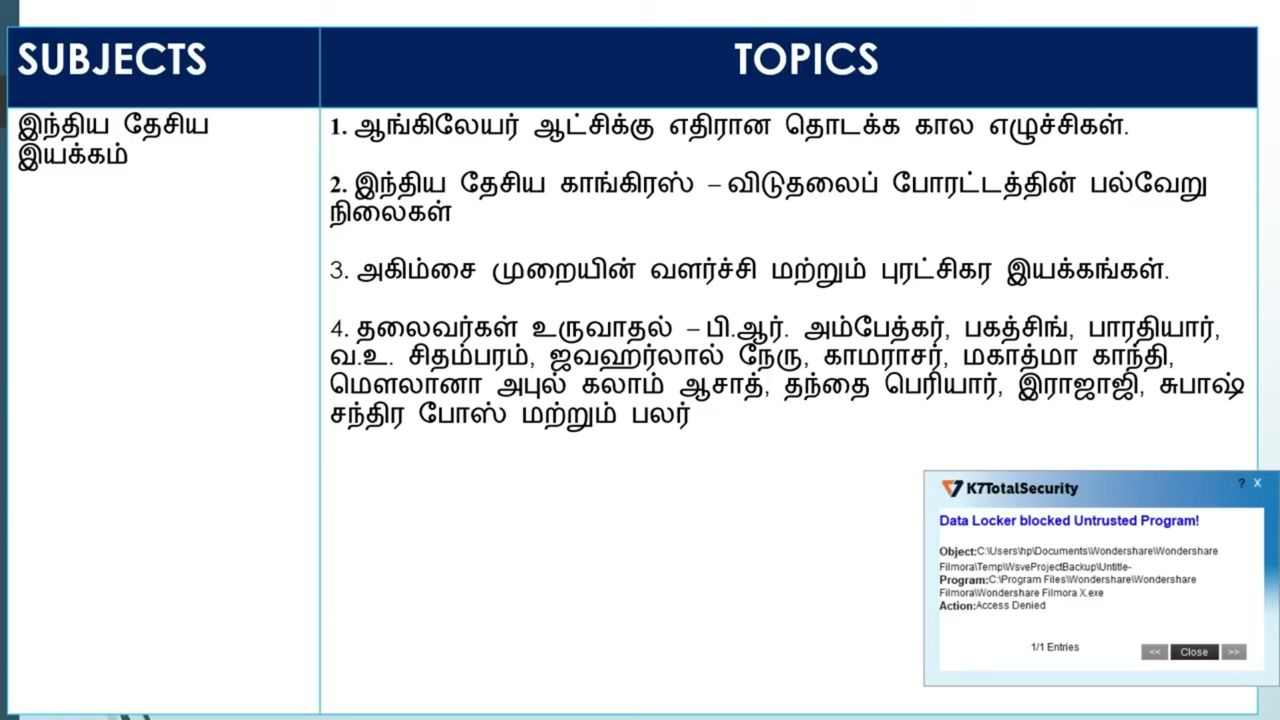 SUBJECTS
TOPICS
இந்திய தேசிய
இயக்கம்
1. ஆங்கிலேயர் ஆட்சிக்கு எதிரான தொடக்க கால எழுச்சிகள்.
2. இந்திய தேசிய காங்கிரஸ் – விடுதலைப் போரட்டத்தின் பல்வேறு
நிலைகள்
3. அகிம்சை முறையின் வளர்ச்சி மற்றும் புரட்சிகர இயக்கங்கள்.
4. தலைவர்கள் உருவாதல் – பி.ஆர். அம்பேத்கர், பகத்சிங், பாரதியார்,
வ.உ. சிதம்பரம், ஜவஹர்லால் நேரு, காமராசர், மகாத்மா காந்தி,
மௌலானா அபுல் கலாம் ஆசாத், தந்தை பெரியார், இராஜாஜி, சுபாஷ்
சந்திர போஸ் மற்றும் பலர்
K7TotalSecurity
? X
Data Locker blocked Untrusted Program!
Object:C:\Users\hp\Documents\Wondershare\Wondershare
Filmora\Temp\WsveProjectBackup\Untitle-
Program:C:\Program Files\Wondershare\Wondershare
Filmora\Wondershare Filmora X.exe
Action:Access Denied
1/1 Entries
<< Close >>